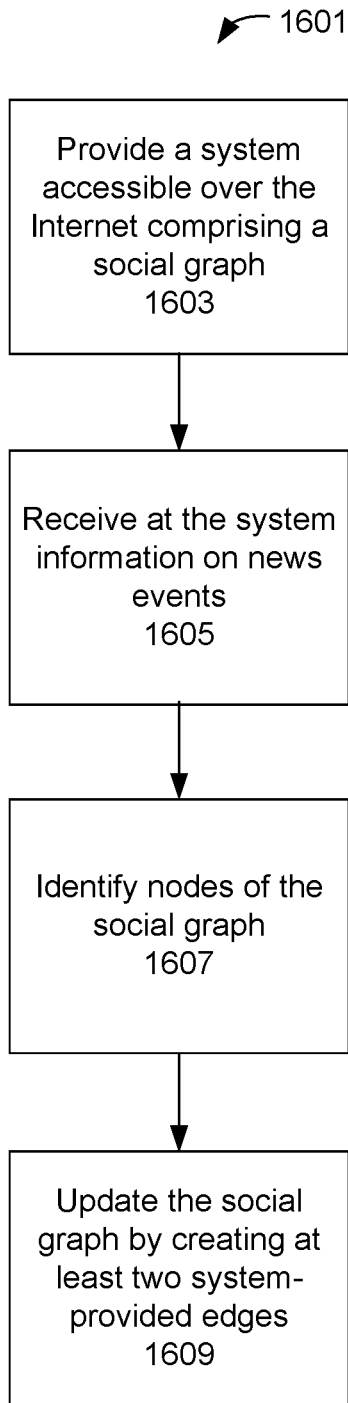 1601
Provide a system
accessible over the
Internet comprising a
social graph
1603
Receive at the system
information on news
events
1605
Identify nodes of the
social graph
1607
Update the social
graph by creating at
least two system-
provided edges
1609